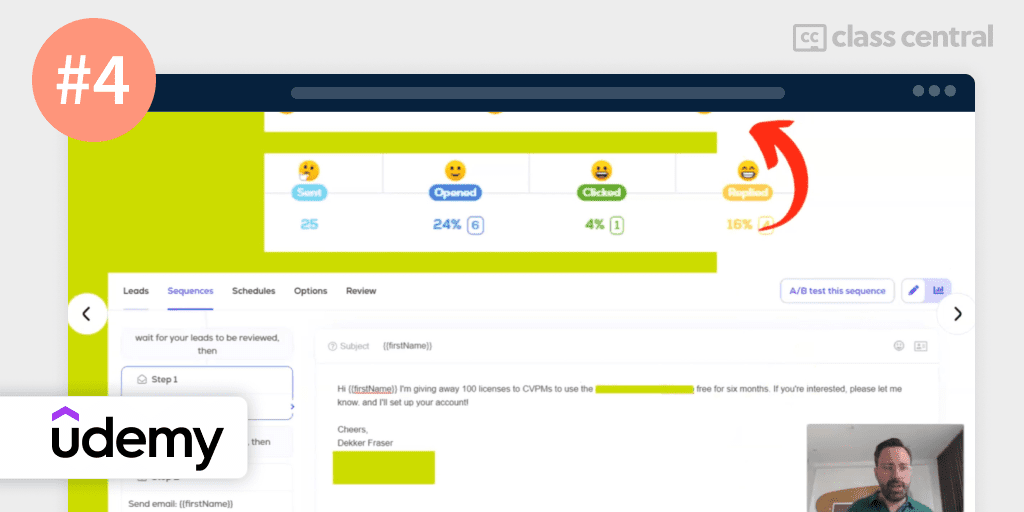 #4
class central
Sent
Opened
Clicked
Replied
25
24% 6
4% 1
16% 4
Leads
Sequences
Schedules
Options
Review
A/B test this sequence
wait for your leads to be reviewed,
then
Step 1
Subject {{firstName}}
Hi {{firstName}} I'm giving away 100 licenses to CVPMs to use the
free for six months. If you're interested, please let me
know. and I'll set up your account!
Cheers,
Dekker Fraser
, then
Send email: {{firstName}}
udemy